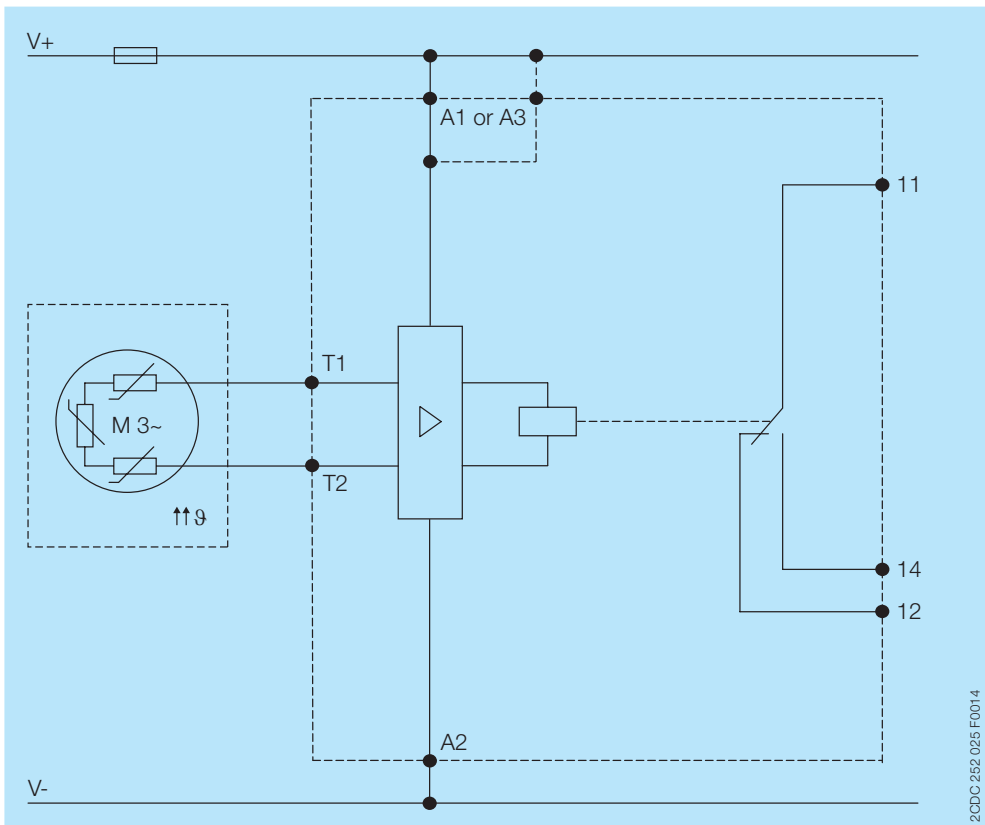 V+
A1 or A3
11
T1
M 3~
T2
↑↑ϑ
14
12
A2
V-
2CDC 252 025 F0014